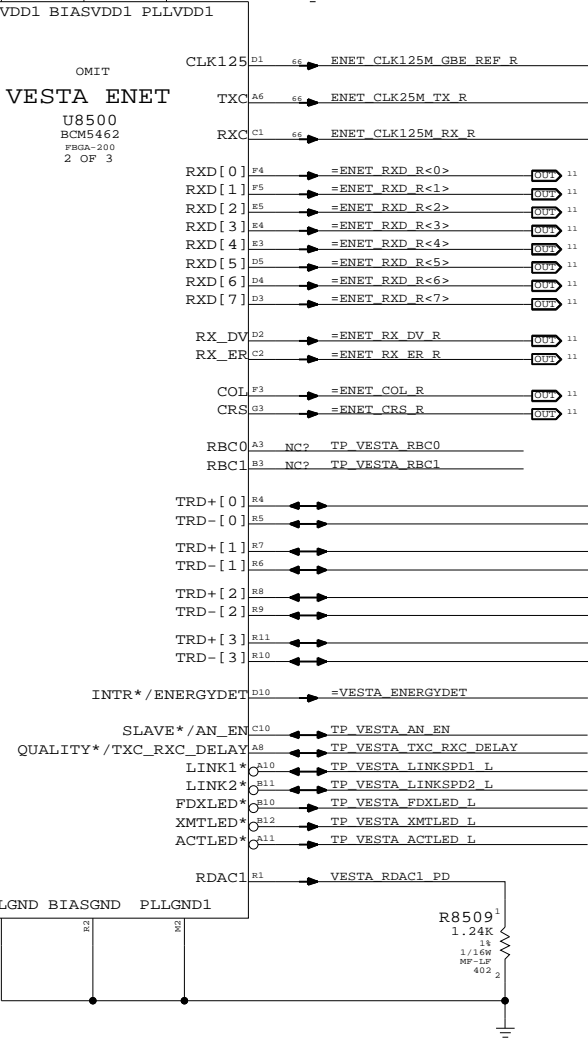 VDD1 BIASVDD1 PLLVDD1
OMIT
VESTA ENET
U8500
BCM5462
FBGA-200
2 OF 3
CLK125 D1 66 ENET_CLK125M_GBE_REF_R
TXC A6 66 ENET_CLK25M_TX_R
RXC C1 66 ENET_CLK125M_RX_R
RXD[0] F4 =ENET_RXD_R<0> OUT 11
RXD[1] F5 =ENET_RXD_R<1> OUT 11
RXD[2] E5 =ENET_RXD_R<2> OUT 11
RXD[3] E4 =ENET_RXD_R<3> OUT 11
RXD[4] E3 =ENET_RXD_R<4> OUT 11
RXD[5] D5 =ENET_RXD_R<5> OUT 11
RXD[6] D4 =ENET_RXD_R<6> OUT 11
RXD[7] D3 =ENET_RXD_R<7> OUT 11
RX_DV D2 =ENET_RX_DV_R OUT 11
RX_ER C2 =ENET_RX_ER_R OUT 11
COL F3 =ENET_COL_R OUT 11
CRS G3 =ENET_CRS_R OUT 11
RBC0 A3 NC? TP_VESTA_RBC0
RBC1 B3 NC? TP_VESTA_RBC1
TRD+[0] R4
TRD-[0] R5
TRD+[1] R7
TRD-[1] R6
TRD+[2] R8
TRD-[2] R9
TRD+[3] R11
TRD-[3] R10
INTR*/ENERGYDET D10 =VESTA_ENERGYDET
SLAVE*/AN_EN C10 TP_VESTA_AN_EN
QUALITY*/TXC_RXC_DELAY A8 TP_VESTA_TXC_RXC_DELAY
LINK1* A10 TP_VESTA_LINKSPD1_L
LINK2* B11 TP_VESTA_LINKSPD2_L
FDXLED* B10 TP_VESTA_FDXLED_L
XMTLED* B12 TP_VESTA_XMTLED_L
ACTLED* A11 TP_VESTA_ACTLED_L
RDAC1 R1 VESTA_RDAC1_PD
LGND BIASGND PLLGND1
R2
M2
R8509 1
1.24K
1%
1/16W
MF-LF
402 2